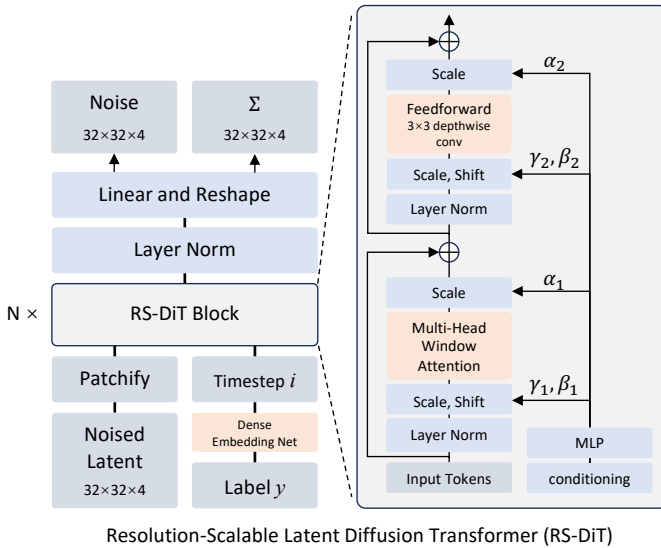 Noise
32×32×4
Σ
32×32×4
Linear and Reshape
Layer Norm
N ×
RS-DiT Block
Patchify
Timestep i
Noised
Latent
32×32×4
Dense
Embedding Net
Label y
Scale
α₂
Feedforward
3×3 depthwise
conv
Scale, Shift
γ₂, β₂
Layer Norm
Scale
α₁
Multi-Head
Window
Attention
Scale, Shift
γ₁, β₁
Layer Norm
MLP
Input Tokens
conditioning
Resolution-Scalable Latent Diffusion Transformer (RS-DiT)